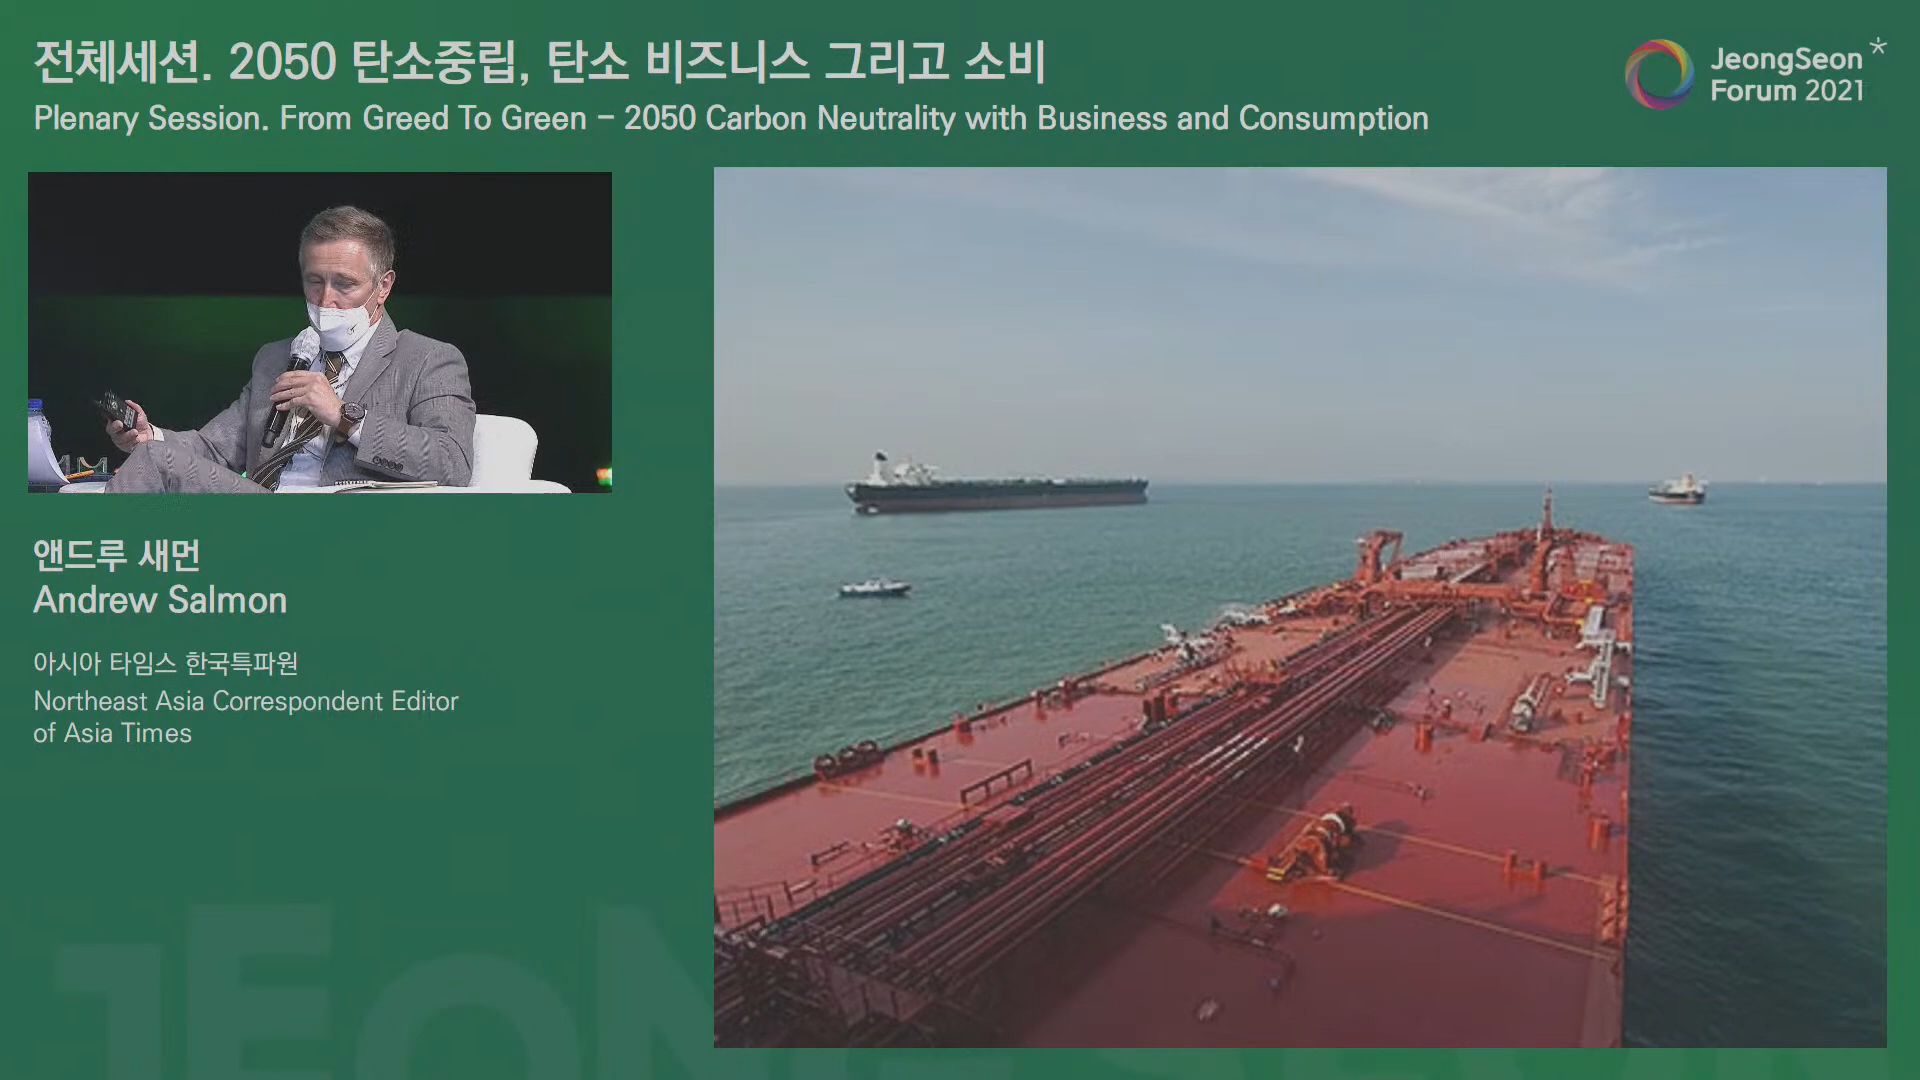 전체세션. 2050 탄소중립, 탄소 비즈니스 그리고 소비
Plenary Session. From Greed To Green – 2050 Carbon Neutrality with Business and Consumption
JeongSeon
Forum 2021
앤드루 새먼
Andrew Salmon
아시아 타임스 한국특파원
Northeast Asia Correspondent Editor
of Asia Times